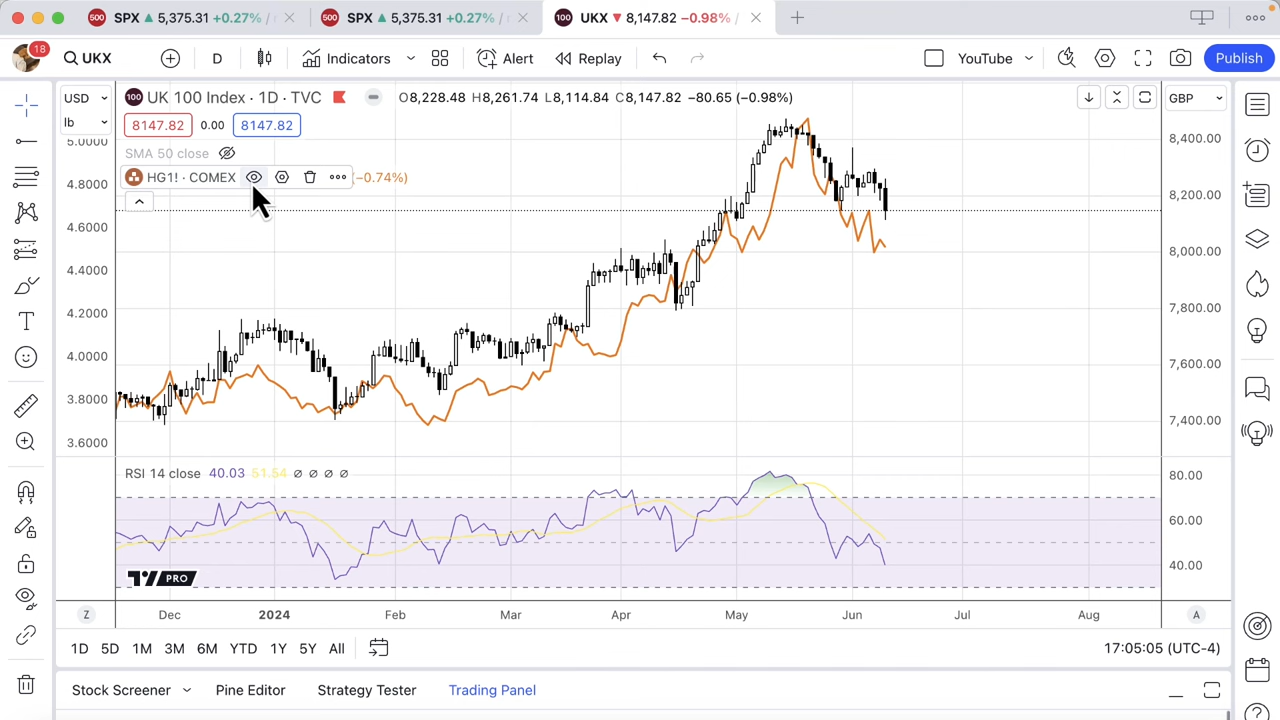 500 SPX 5,375.31 +0.27% / 500 SPX 5,375.31 +0.27% / 100 UKX 8,147.82 −0.98% /
18 UKX D Indicators Alert Replay YouTube Publish
USD 100 UK 100 Index · 1D · TVC O8,228.48 H8,261.74 L8,114.84 C8,147.82 −80.65 (−0.98%) GBP
lb 8147.82 0.00 8147.82
5.0000 8,400.00
SMA 50 close
HG1! · COMEX (−0.74%)
4.8000 8,200.00
4.6000 8,000.00
4.4000
4.2000 7,800.00
4.0000 7,600.00
3.8000 7,400.00
3.6000
RSI 14 close 40.03 51.54 ∅ ∅ ∅ ∅ 80.00
60.00
40.00
PRO
Z Dec 2024 Feb Mar Apr May Jun Jul Aug A
1D 5D 1M 3M 6M YTD 1Y 5Y All 17:05:05 (UTC-4)
Stock Screener Pine Editor Strategy Tester Trading Panel